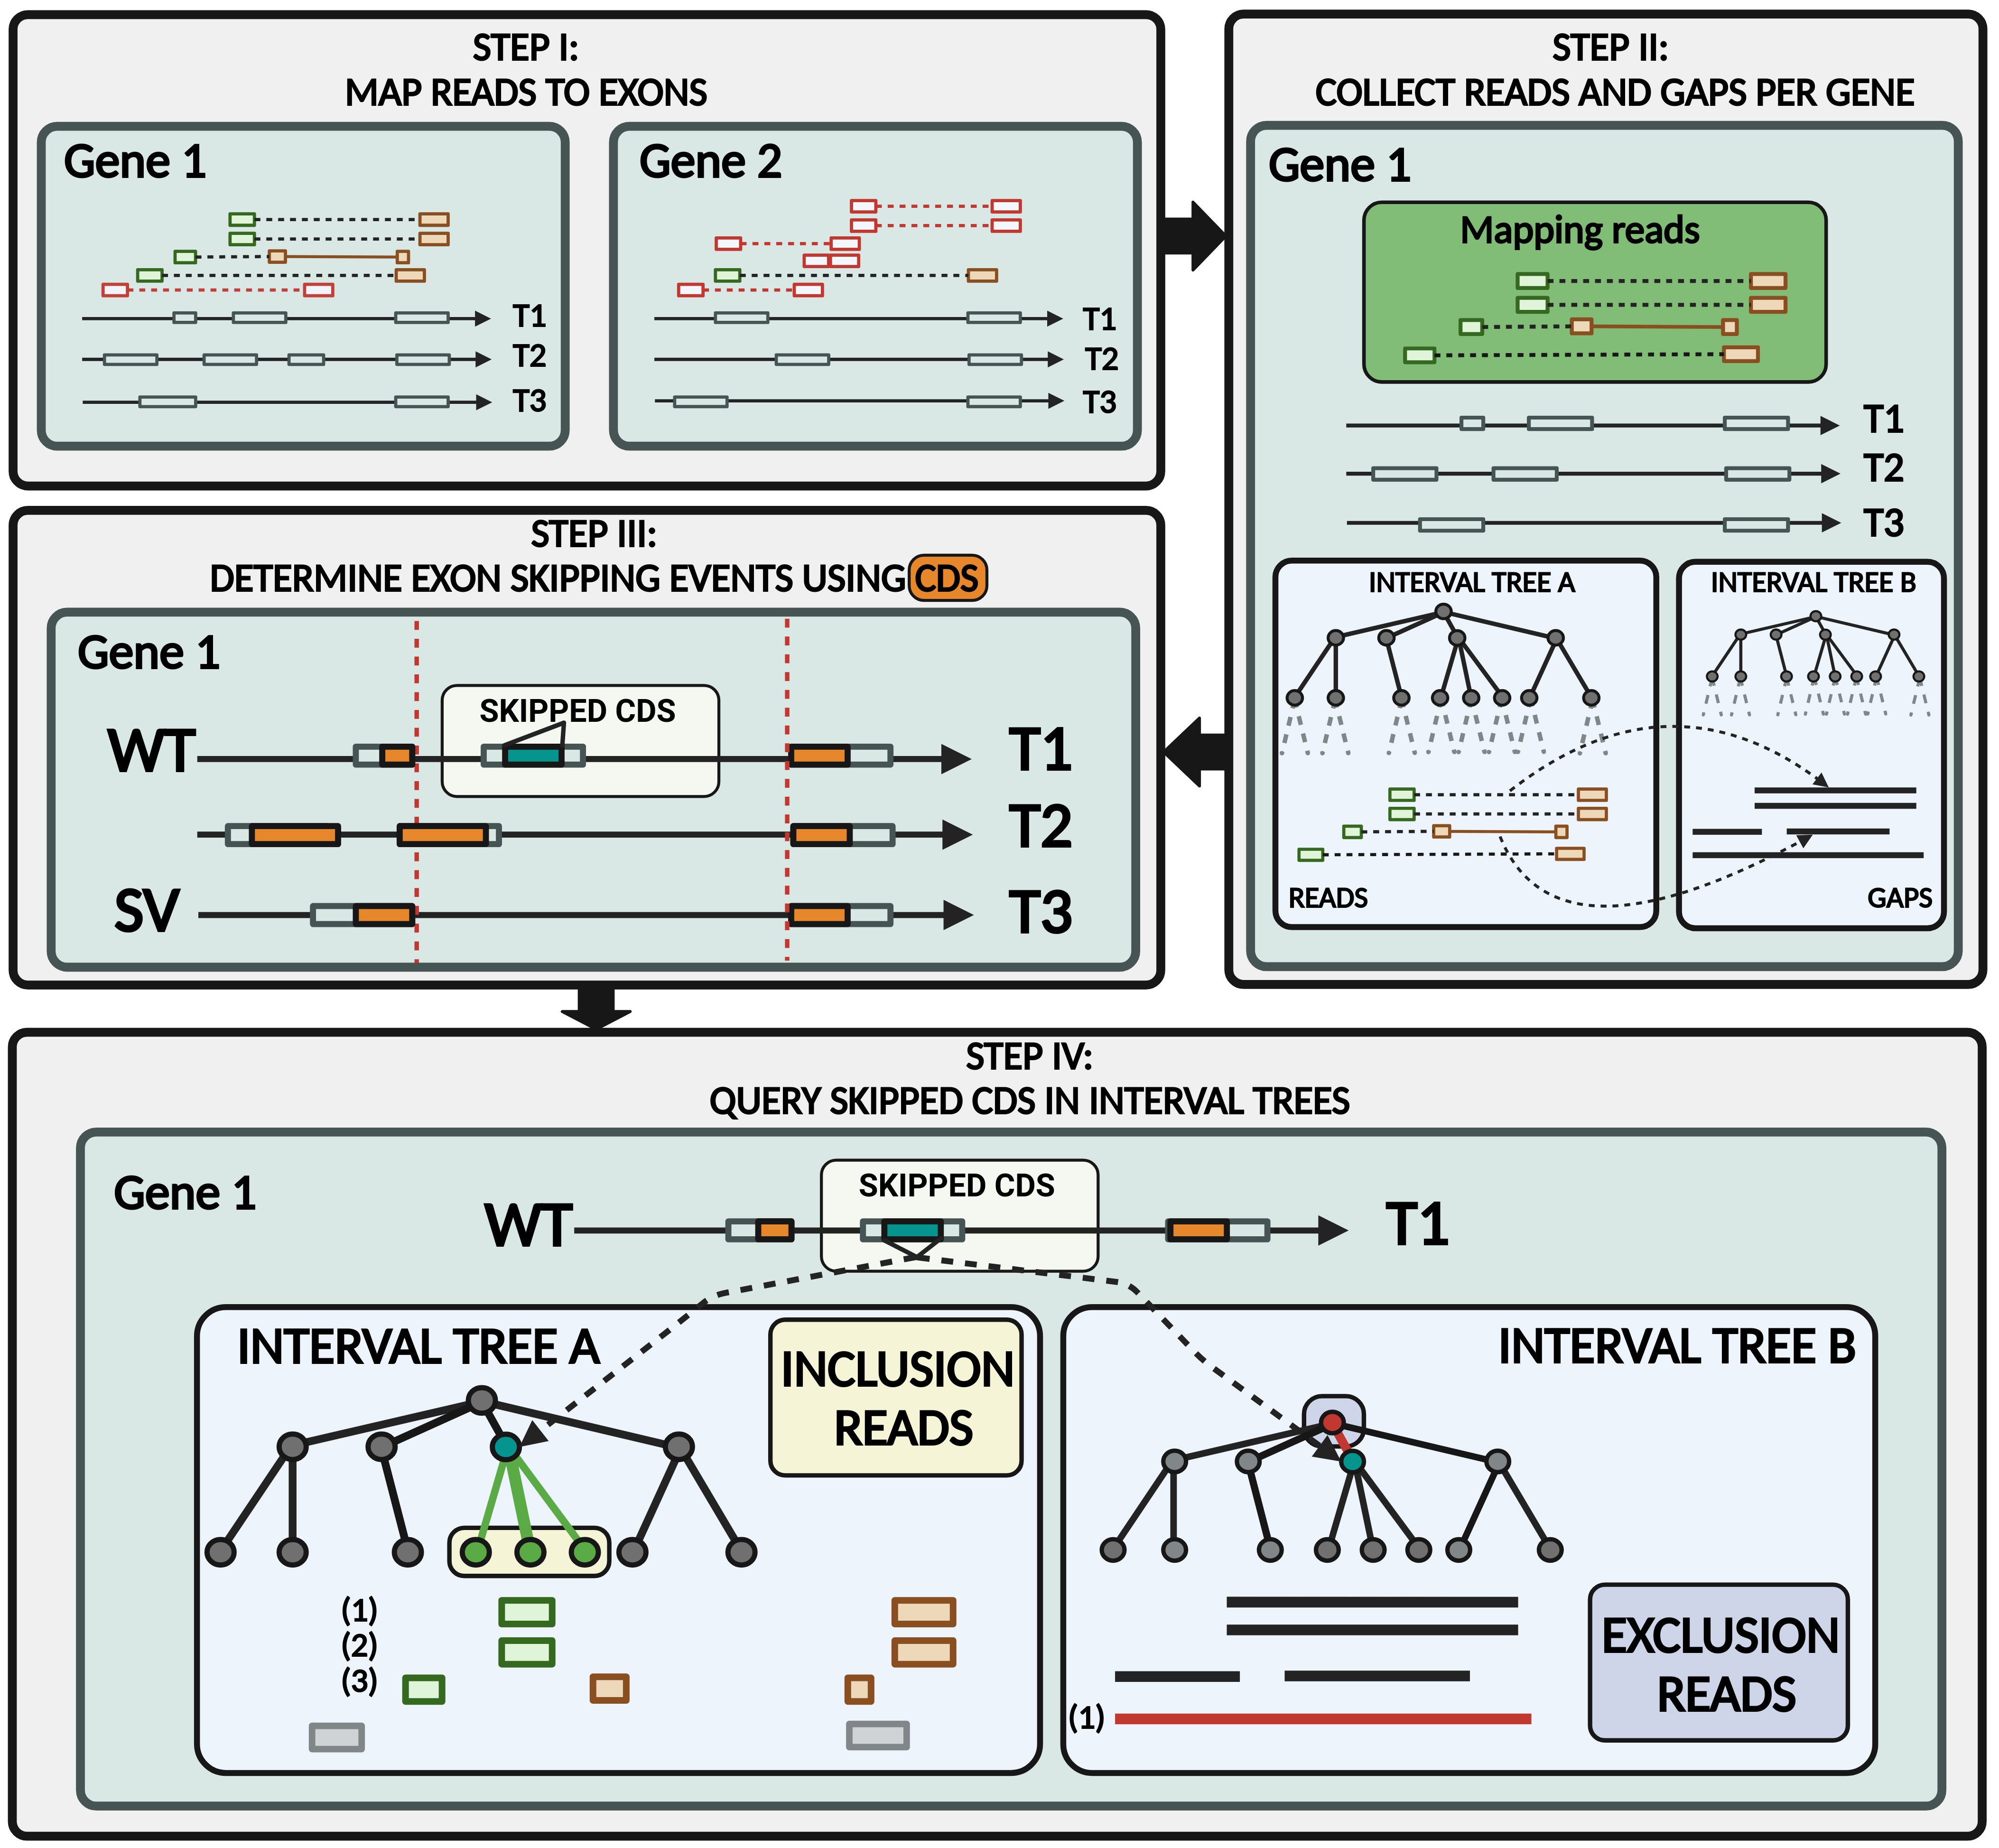 STEP I:
MAP READS TO EXONS
Gene 1
T1
T2
T3
Gene 2
T1
T2
T3
STEP II:
COLLECT READS AND GAPS PER GENE
Gene 1
Mapping reads
T1
T2
T3
INTERVAL TREE A
READS
INTERVAL TREE B
GAPS
STEP III:
DETERMINE EXON SKIPPING EVENTS USING CDS
Gene 1
SKIPPED CDS
WT
T1
T2
SV
T3
STEP IV:
QUERY SKIPPED CDS IN INTERVAL TREES
Gene 1
SKIPPED CDS
WT
T1
INTERVAL TREE A
INCLUSION
READS
(1)
(2)
(3)
INTERVAL TREE B
EXCLUSION
READS
(1)